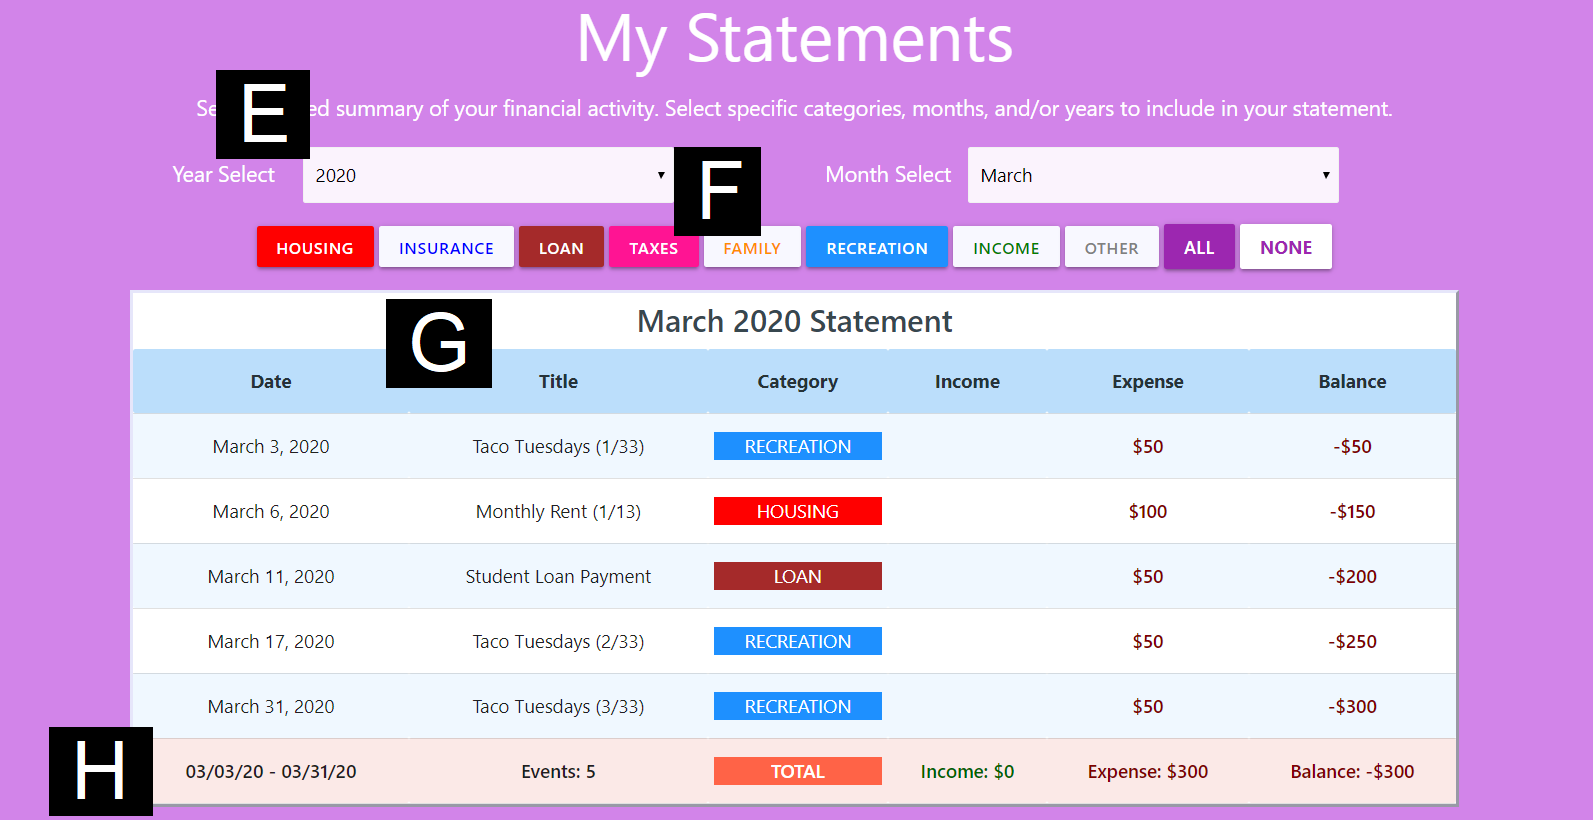 My Statements
E
ed summary of your financial activity. Select specific categories, months, and/or years to include in your statement.
Year Select 2020 F Month Select March
HOUSING INSURANCE LOAN TAXES FAMILY RECREATION INCOME OTHER ALL NONE
March 2020 Statement
G
Date Title Category Income Expense Balance
March 3, 2020 Taco Tuesdays (1/33) RECREATION $50 -$50
March 6, 2020 Monthly Rent (1/13) HOUSING $100 -$150
March 11, 2020 Student Loan Payment LOAN $50 -$200
March 17, 2020 Taco Tuesdays (2/33) RECREATION $50 -$250
March 31, 2020 Taco Tuesdays (3/33) RECREATION $50 -$300
H 03/03/20 - 03/31/20 Events: 5 TOTAL Income: $0 Expense: $300 Balance: -$300